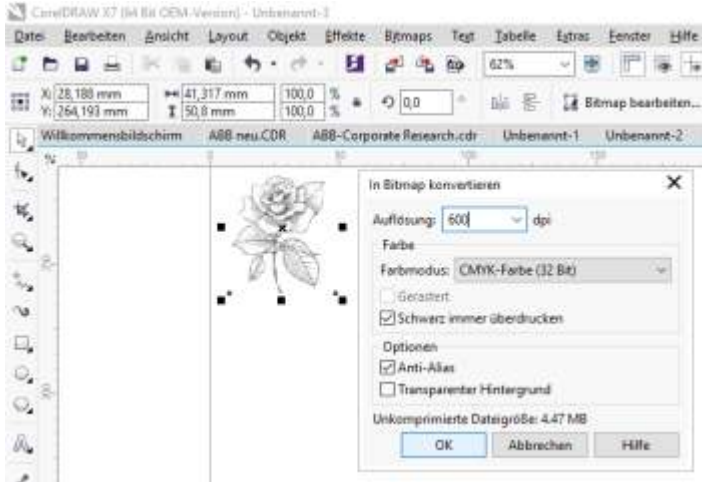 CorelDRAW X7 (64 Bit OEM-Version) - Unbenannt-3
Datei Bearbeiten Ansicht Layout Objekt Effekte Bitmaps Text Tabelle Extras Fenster Hilfe
62%
X: 28,188 mm 41,317 mm 100,0 % 0,0 Bitmap bearbeiten...
Y: 264,193 mm 50,8 mm 100,0 %
Willkommensbildschirm ABB neu.CDR ABB-Corporate Research.cdr Unbenannt-1 Unbenannt-2
In Bitmap konvertieren
Auflösung: 600 dpi
Farbe
Farbmodus: CMYK-Farbe (32 Bit)
Gerastert
Schwarz immer überdrucken
Optionen
Anti-Alias
Transparenter Hintergrund
Unkomprimierte Dateigröße: 4.47 MB
OK Abbrechen Hilfe